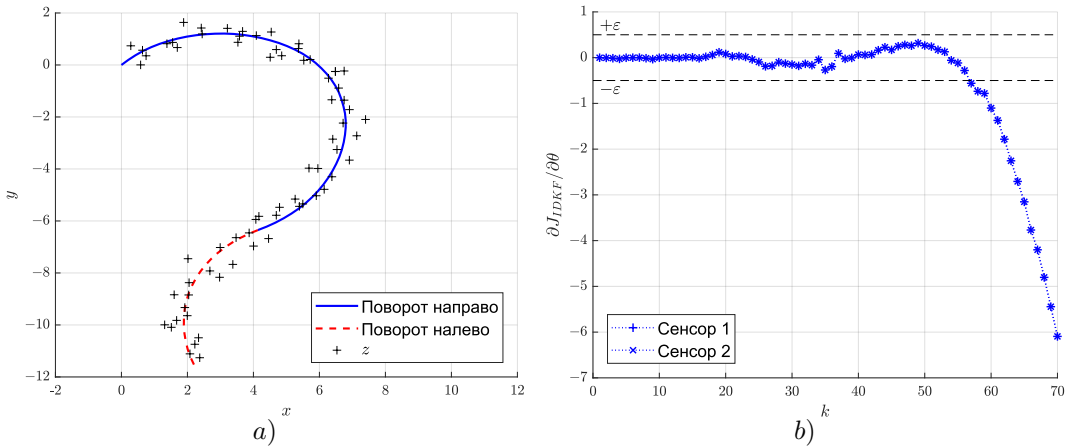 2
0
-2
-4
-6
-8
-10
-12
-2
0
2
4
6
8
10
12
y
x
Поворот направо
Поворот налево
z
a)
1
0
-1
-2
-3
-4
-5
-6
-7
0
10
20
30
40
50
60
70
+ε
−ε
∂J_{IDKF}/∂θ
k
Сенсор 1
Сенсор 2
b)